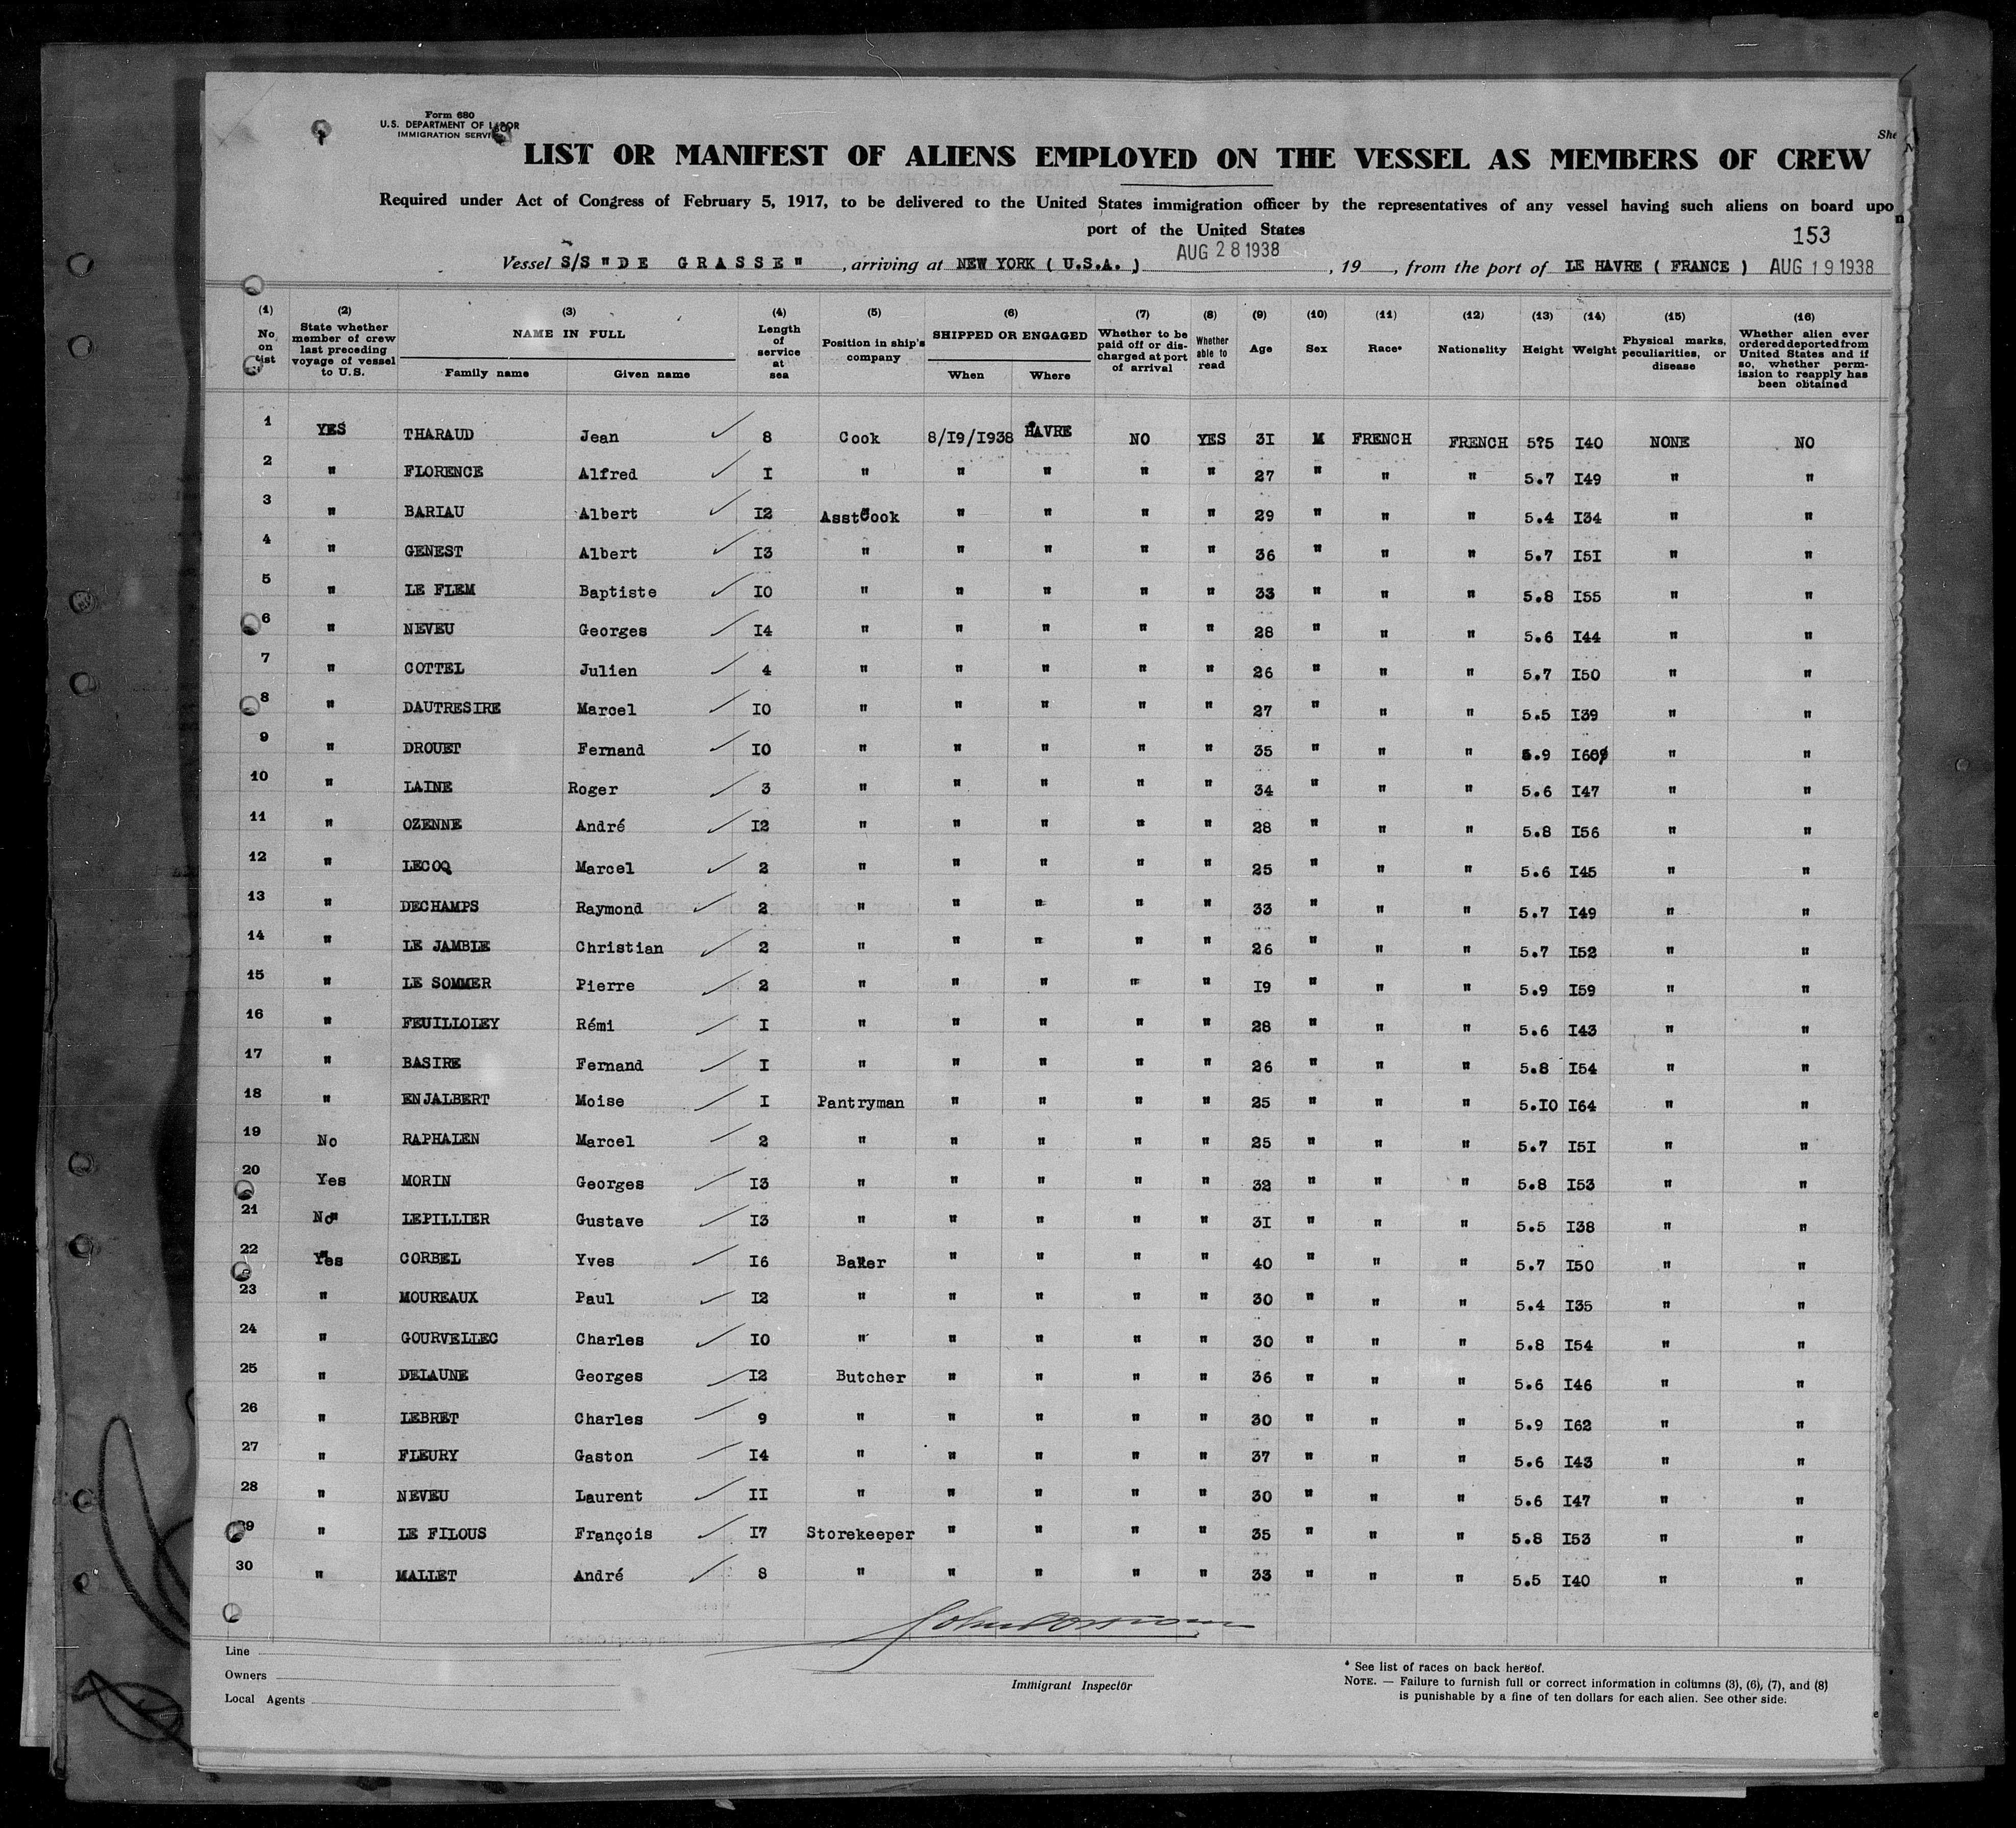 Form 680
U.S. DEPARTMENT OF LABOR
IMMIGRATION SERVICE
She
LIST OR MANIFEST OF ALIENS EMPLOYED ON THE VESSEL AS MEMBERS OF CREW
Required under Act of Congress of February 5, 1917, to be delivered to the United States immigration officer by the representatives of any vessel having such aliens on board upon
port of the United States
153
Vessel S/S "DE GRASSE", arriving at NEW YORK ( U.S.A. ) AUG 28 1938, 19 , from the port of LE HAVRE ( FRANCE ) AUG 19 1938
(1) No. on list (2) State whether member of crew last preceding voyage of vessel to U.S. (3) NAME IN FULL Family name Given name (4) Length of service at sea (5) Position in ship's company (6) SHIPPED OR ENGAGED When Where (7) Whether to be paid off or discharged at port of arrival (8) Whether able to read (9) Age (10) Sex (11) Race* (12) Nationality (13) Height (14) Weight (15) Physical marks, peculiarities, or disease (16) Whether alien ever ordered deported from United States and if so, whether permission to reapply has been obtained
1 YES THARAUD Jean 8 Cook 8/19/1938 HAVRE NO YES 31 M FRENCH FRENCH 5?5 140 NONE NO
2 " FLORENCE Alfred 1 " " " " " 27 " " " 5.7 149 " "
3 " BARIAU Albert 12 AsstCook " " " " 29 " " " 5.4 134 " "
4 " GENEST Albert 13 " " " " " 36 " " " 5.7 151 " "
5 " LE FLEM Baptiste 10 " " " " " 33 " " " 5.8 155 " "
6 " NEVEU Georges 14 " " " " " 28 " " " 5.6 144 " "
7 " COTTEL Julien 4 " " " " " 26 " " " 5.7 150 " "
8 " DAUTRESIRE Marcel 10 " " " " " 27 " " " 5.5 139 " "
9 " DROUET Fernand 10 " " " " " 35 " " " 5.9 160 " "
10 " LAINE Roger 3 " " " " " 34 " " " 5.6 147 " "
11 " OZENNE André 12 " " " " " 28 " " " 5.8 156 " "
12 " LECOQ Marcel 2 " " " " " 25 " " " 5.6 145 " "
13 " DECHAMPS Raymond 2 " " " " " 33 " " " 5.7 149 " "
14 " LE JAMBLE Christian 2 " " " " " 26 " " " 5.7 152 " "
15 " LE SOMMER Pierre 2 " " " " " 19 " " " 5.9 159 " "
16 " FEUILLOLEY Rémi 1 " " " " " 28 " " " 5.6 143 " "
17 " BASIRE Fernand 1 " " " " " 26 " " " 5.8 154 " "
18 " ENJALBERT Moise 1 Pantryman " " " " 25 " " " 5.10 164 " "
19 No RAPHALEN Marcel 2 " " " " " 25 " " " 5.7 151 " "
20 Yes MORIN Georges 13 " " " " " 32 " " " 5.8 153 " "
21 No LEPILLIER Gustave 13 " " " " " 31 " " " 5.5 138 " "
22 Yes CORBEL Yves 16 Baker " " " " 40 " " " 5.7 150 " "
23 " MOUREAUX Paul 12 " " " " " 30 " " " 5.4 135 " "
24 " GOURVELLEC Charles 10 " " " " " 30 " " " 5.8 154 " "
25 " DELAUNE Georges 12 Butcher " " " " 36 " " " 5.6 146 " "
26 " LEBRET Charles 9 " " " " " 30 " " " 5.9 162 " "
27 " FLEURY Gaston 14 " " " " " 37 " " " 5.6 143 " "
28 " NEVEU Laurent 11 " " " " " 30 " " " 5.6 147 " "
29 " LE FILOUS François 17 Storekeeper " " " " 35 " " " 5.8 153 " "
30 " MALLET André 8 " " " " " 33 " " " 5.5 140 " "
Line
Owners
Local Agents
Immigrant Inspector
* See list of races on back hereof.
NOTE. — Failure to furnish full or correct information in columns (3), (6), (7), and (8)
is punishable by a fine of ten dollars for each alien. See other side.